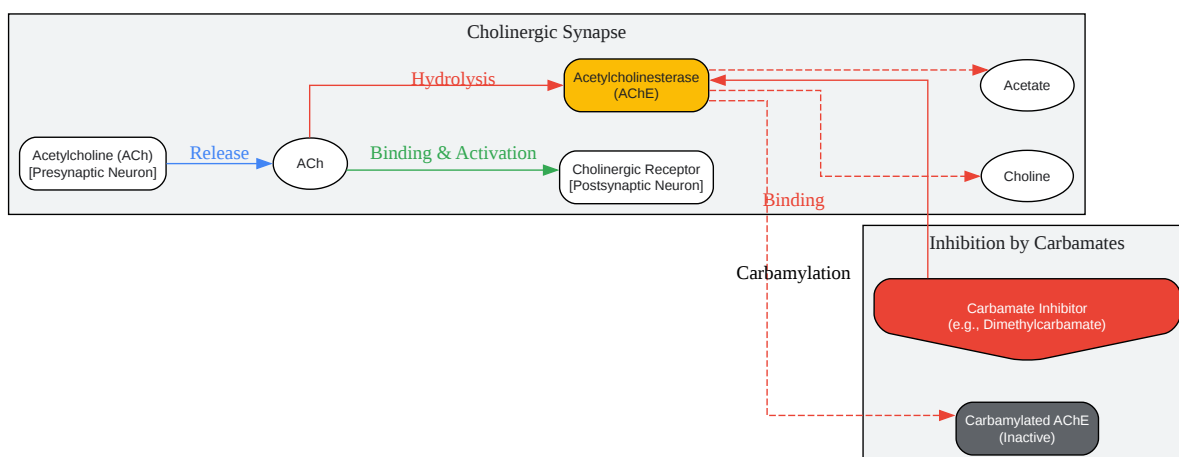 Cholinergic Synapse
Hydrolysis
Acetylcholinesterase
(AChE)
Acetate
Acetylcholine (ACh)
[Presynaptic Neuron]
Release
ACh
Binding & Activation
Cholinergic Receptor
[Postsynaptic Neuron]
Choline
Binding
Inhibition by Carbamates
Carbamylation
Carbamate Inhibitor
(e.g., Dimethylcarbamate)
Carbamylated AChE
(Inactive)